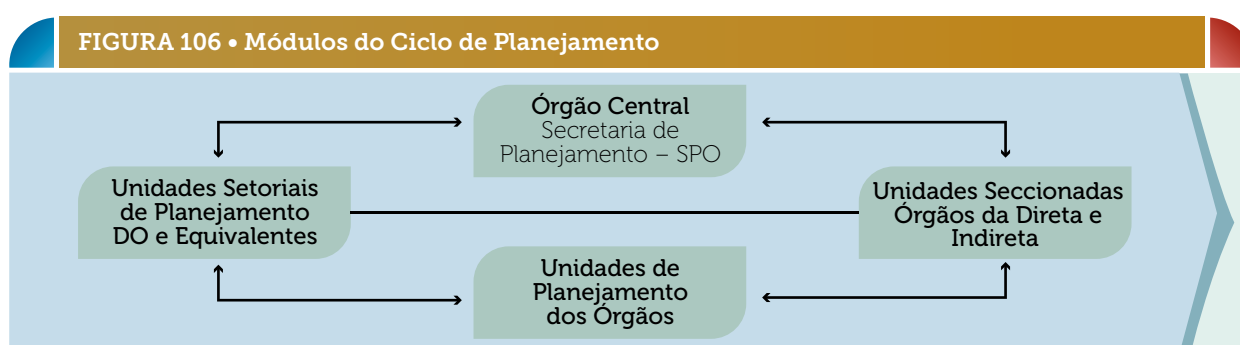 FIGURA 106 • Módulos do Ciclo de Planejamento
Órgão Central
Secretaria de
Planejamento – SPO
Unidades Setoriais
de Planejamento
DO e Equivalentes
Unidades Seccionadas
Órgãos da Direta e
Indireta
Unidades de
Planejamento
dos Órgãos